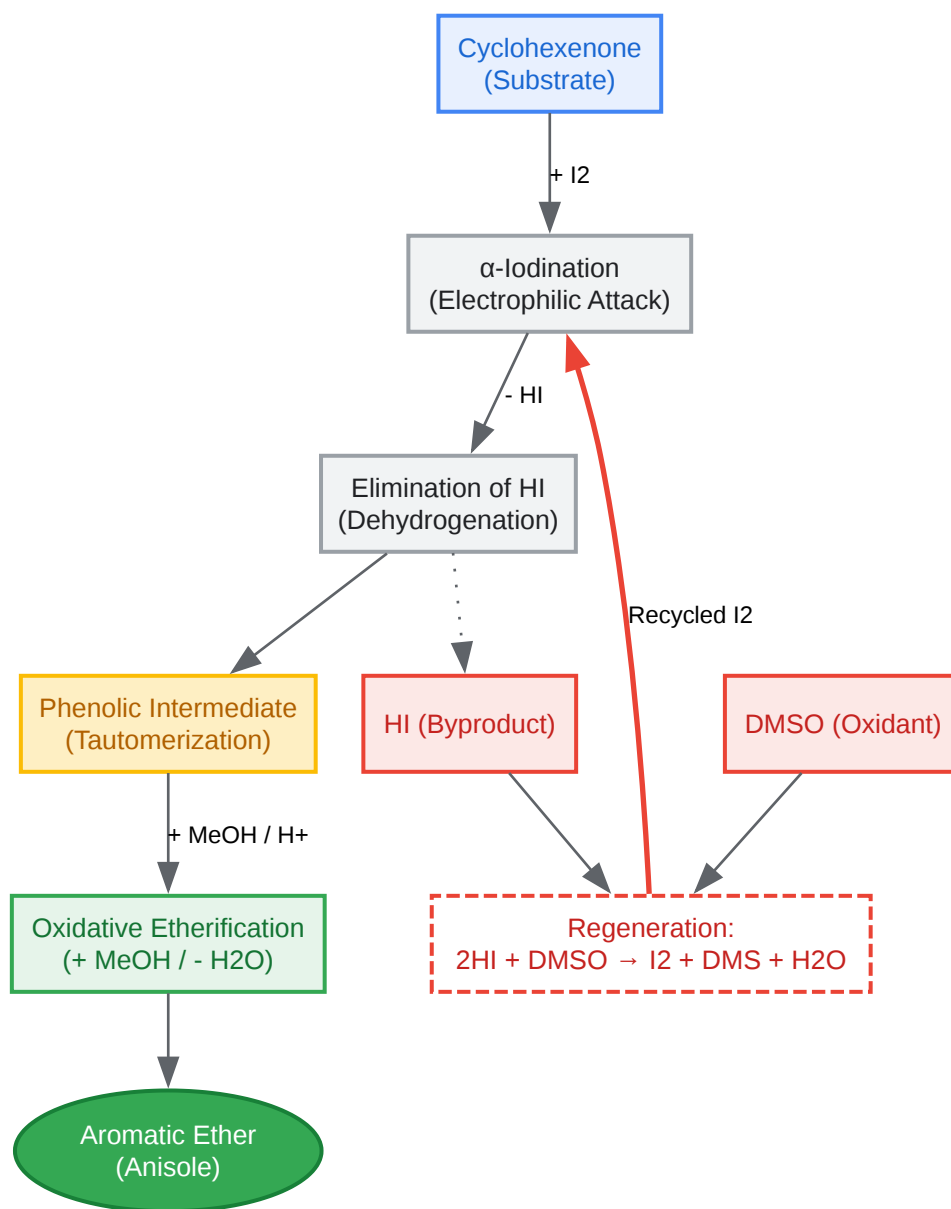 Cyclohexenone
(Substrate)
+ I2
α-Iodination
(Electrophilic Attack)
- HI
Elimination of HI
(Dehydrogenation)
Recycled I2
Phenolic Intermediate
(Tautomerization)
HI (Byproduct)
DMSO (Oxidant)
+ MeOH / H+
Oxidative Etherification
(+ MeOH / - H2O)
Regeneration:
2HI + DMSO → I2 + DMS + H2O
Aromatic Ether
(Anisole)